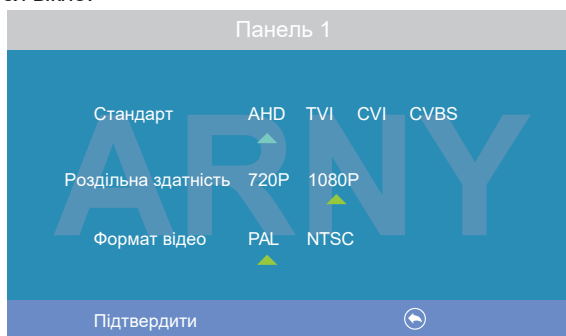 Панель 1
Стандарт AHD TVI CVI CVBS
Роздільна здатність 720P 1080P
Формат відео PAL NTSC
ARNY
Підтвердити